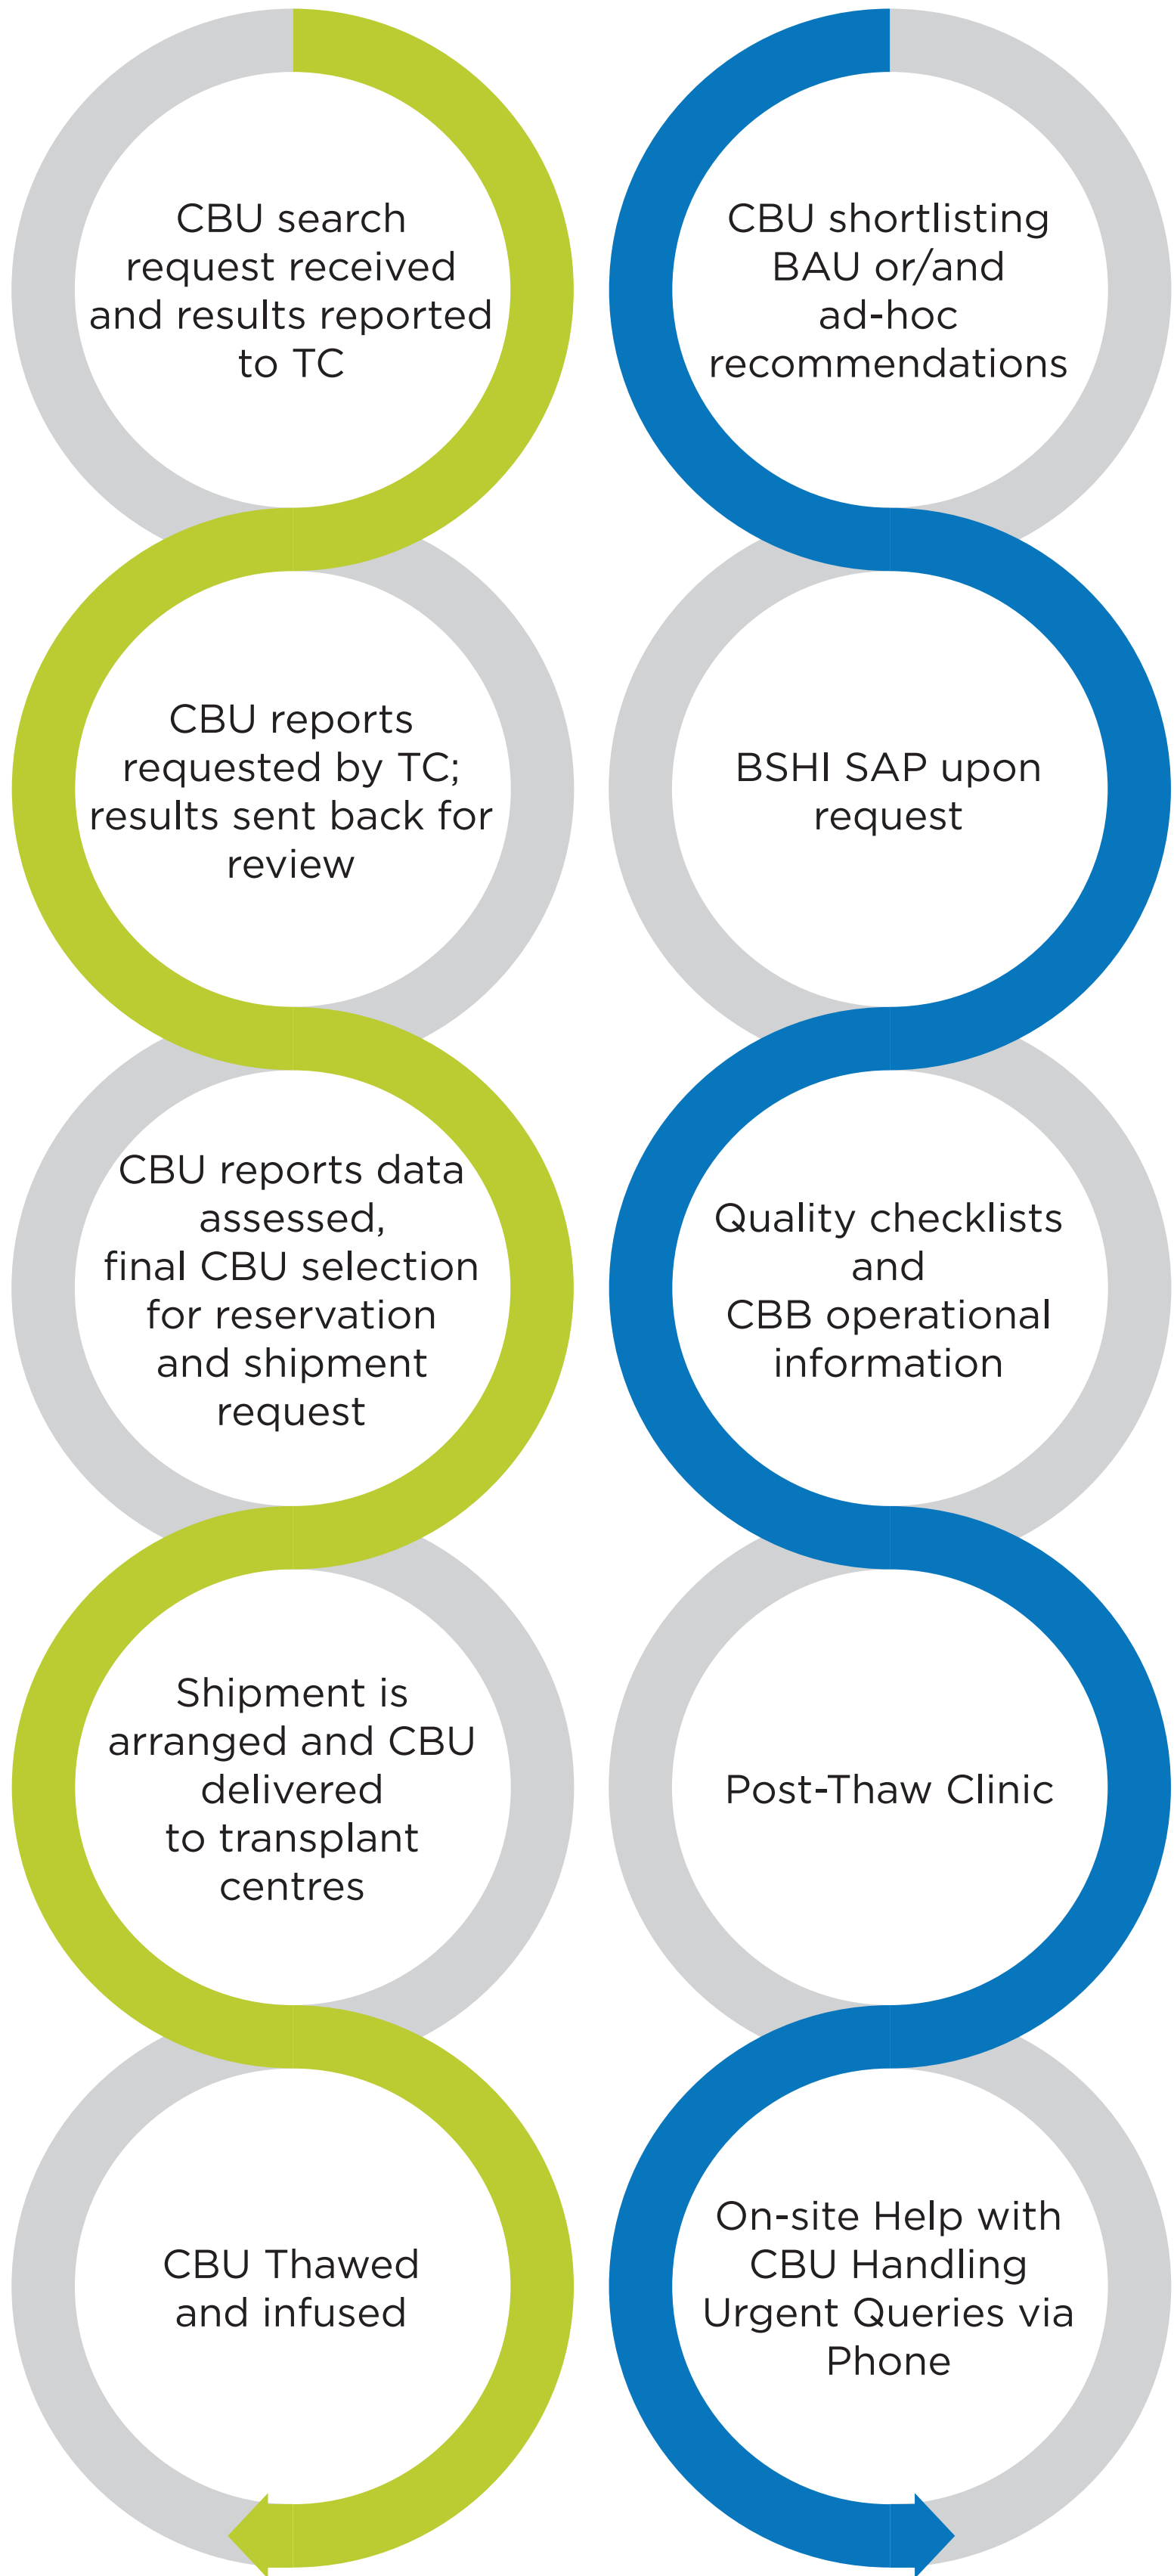 CBU search
request received
and results reported
to TC
CBU shortlisting
BAU or/and
ad-hoc
recommendations
CBU reports
requested by TC;
results sent back for
review
BSHI SAP upon
request
CBU reports data
assessed,
final CBU selection
for reservation
and shipment
request
Quality checklists
and
CBB operational
information
Shipment is
arranged and CBU
delivered
to transplant
centres
Post-Thaw Clinic
CBU Thawed
and infused
On-site Help with
CBU Handling
Urgent Queries via
Phone